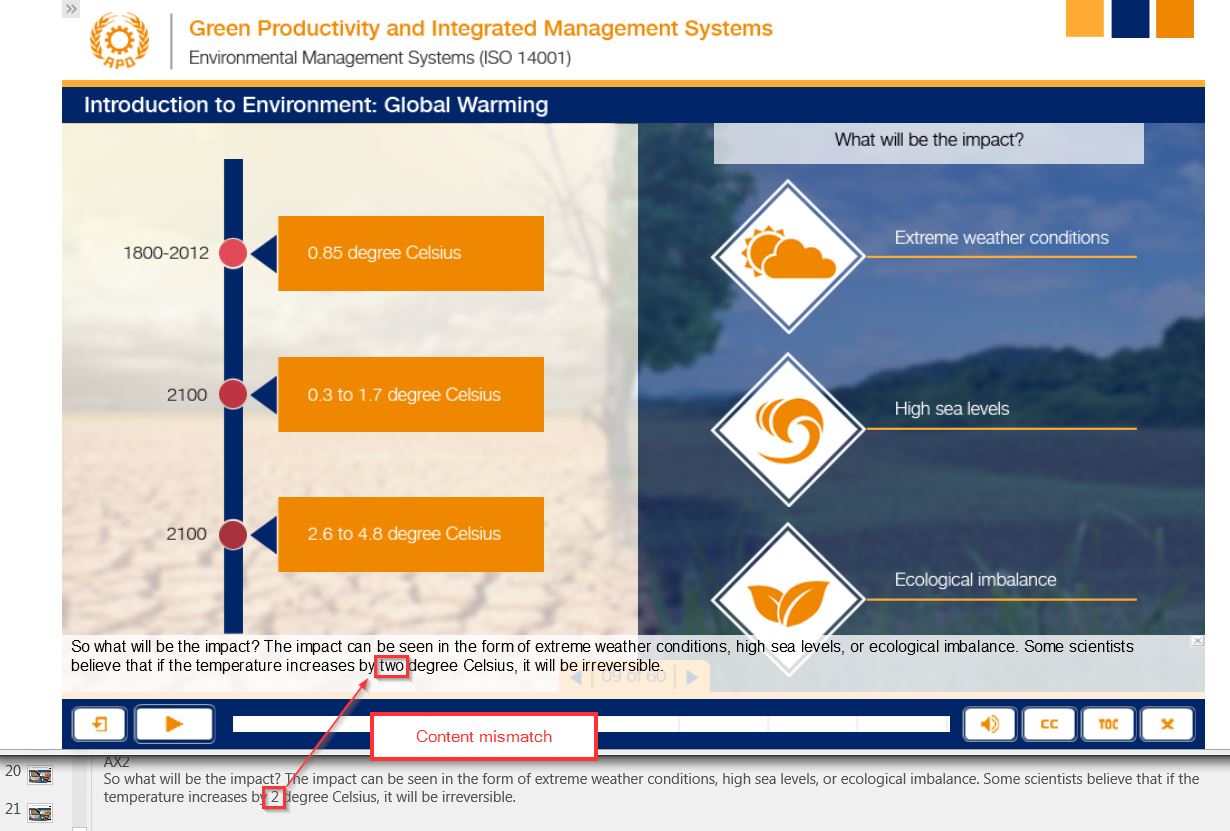 »
APO
Green Productivity and Integrated Management Systems
Environmental Management Systems (ISO 14001)
Introduction to Environment: Global Warming
1800-2012
0.85 degree Celsius
2100
0.3 to 1.7 degree Celsius
2100
2.6 to 4.8 degree Celsius
What will be the impact?
Extreme weather conditions
High sea levels
Ecological imbalance
So what will be the impact? The impact can be seen in the form of extreme weather conditions, high sea levels, or ecological imbalance. Some scientists
believe that if the temperature increases by two degree Celsius, it will be irreversible.
09 of 60
Content mismatch
CC
TOC
20
21
AX2
So what will be the impact? The impact can be seen in the form of extreme weather conditions, high sea levels, or ecological imbalance. Some scientists believe that if the
temperature increases by 2 degree Celsius, it will be irreversible.